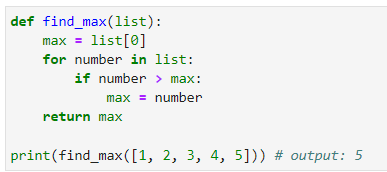 def find_max(list):
    max = list[0]
    for number in list:
        if number > max:
            max = number
    return max

print(find_max([1, 2, 3, 4, 5])) # output: 5